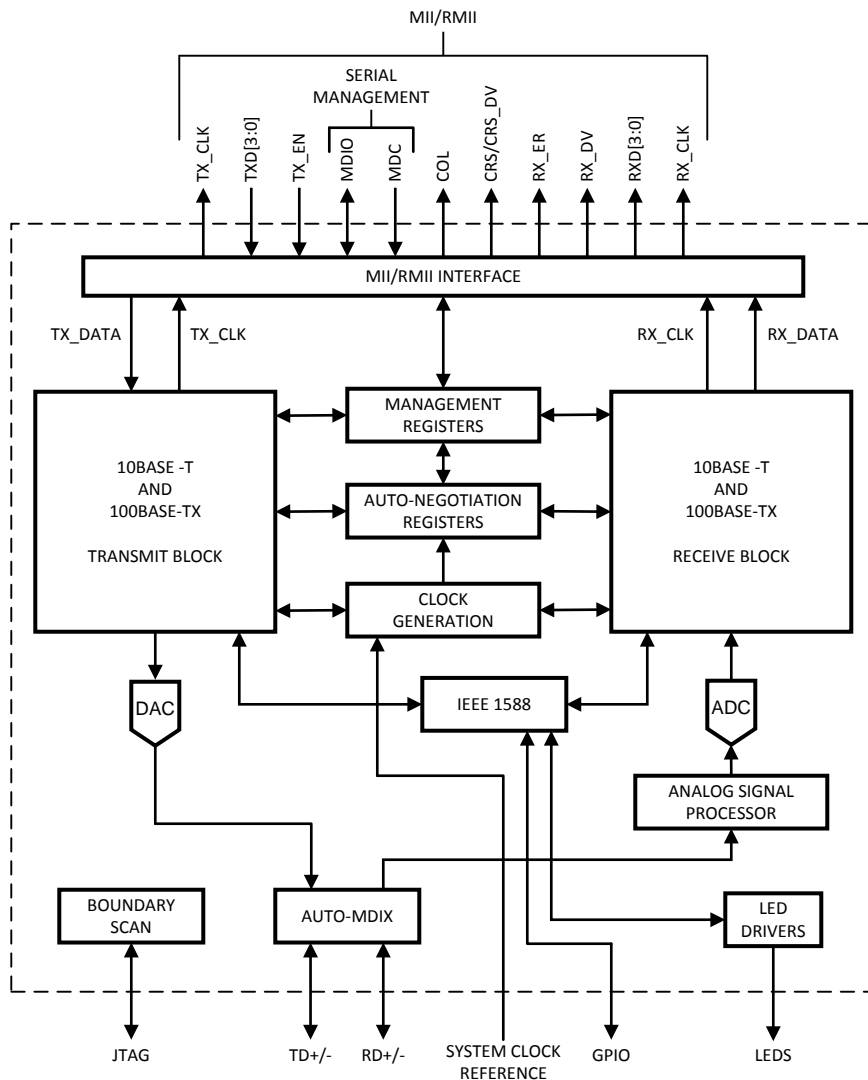 MII/RMII
SERIAL
MANAGEMENT
TX_CLK
TXD[3:0]
TX_EN
MDIO
MDC
COL
CRS/CRS_DV
RX_ER
RX_DV
RXD[3:0]
RX_CLK
MII/RMII INTERFACE
TX_DATA
TX_CLK
RX_CLK
RX_DATA
10BASE -T
AND
100BASE-TX
TRANSMIT BLOCK
MANAGEMENT
REGISTERS
AUTO-NEGOTIATION
REGISTERS
CLOCK
GENERATION
10BASE -T
AND
100BASE-TX
RECEIVE BLOCK
DAC
IEEE 1588
ADC
ANALOG SIGNAL
PROCESSOR
BOUNDARY
SCAN
AUTO-MDIX
LED
DRIVERS
JTAG
TD+/-
RD+/-
SYSTEM CLOCK
REFERENCE
GPIO
LEDS